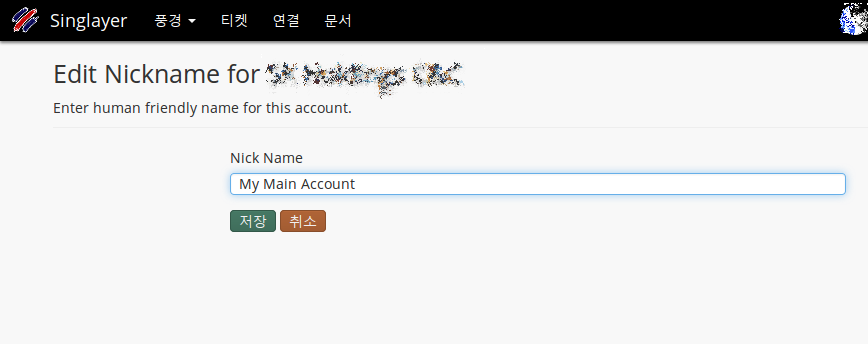 Singlayer 풍경 티켓 연결 문서
Edit Nickname for
Enter human friendly name for this account.
Nick Name
My Main Account
저장 취소